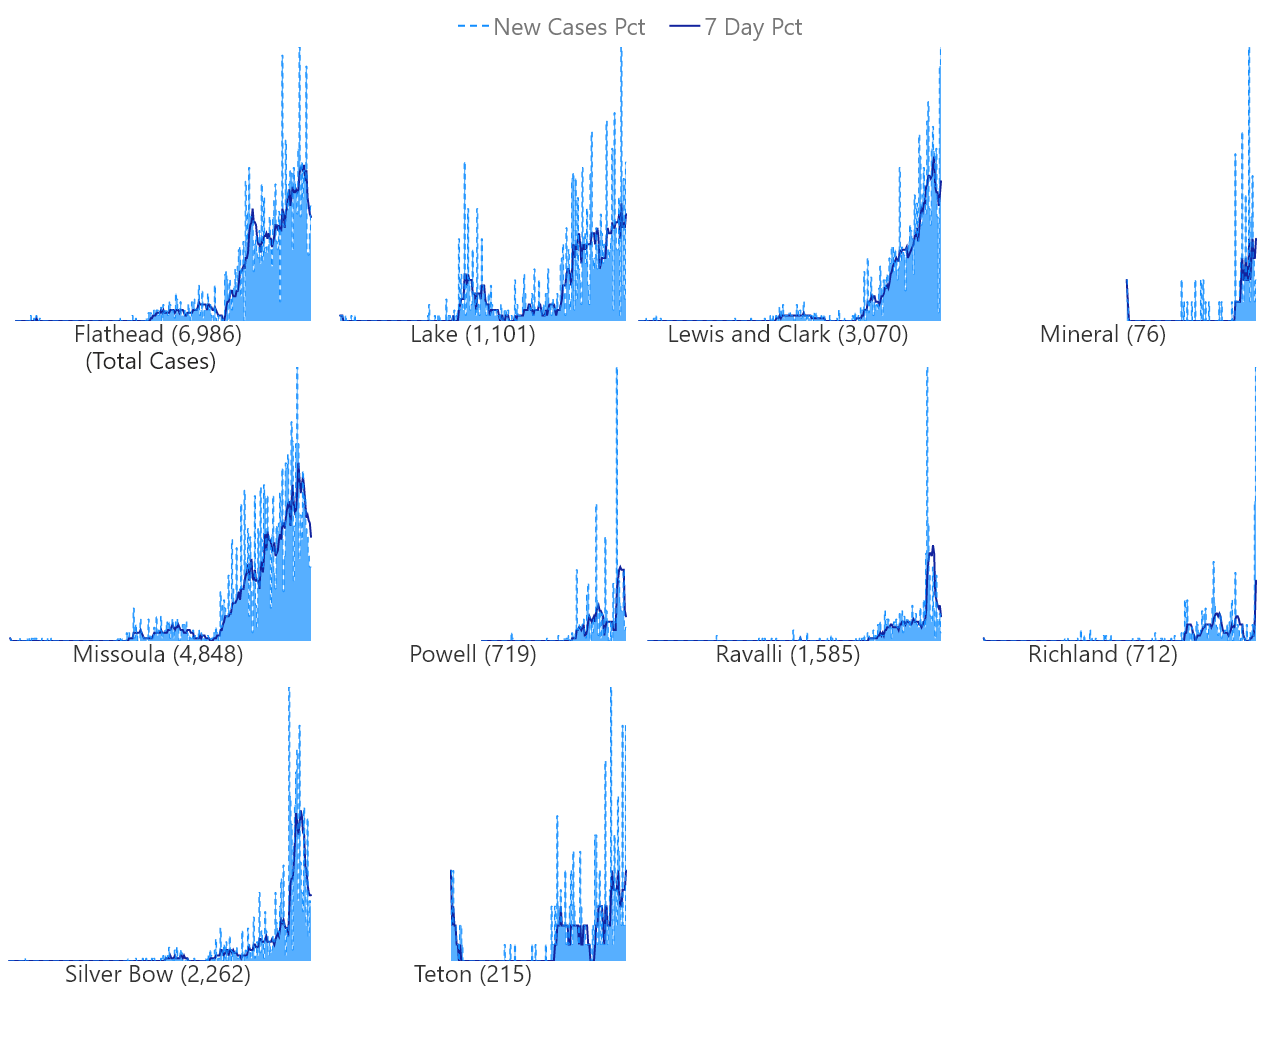 New Cases Pct 7 Day Pct
Flathead (6,986) Lake (1,101) Lewis and Clark (3,070) Mineral (76)
(Total Cases)
Missoula (4,848) Powell (719) Ravalli (1,585) Richland (712)
Silver Bow (2,262) Teton (215)